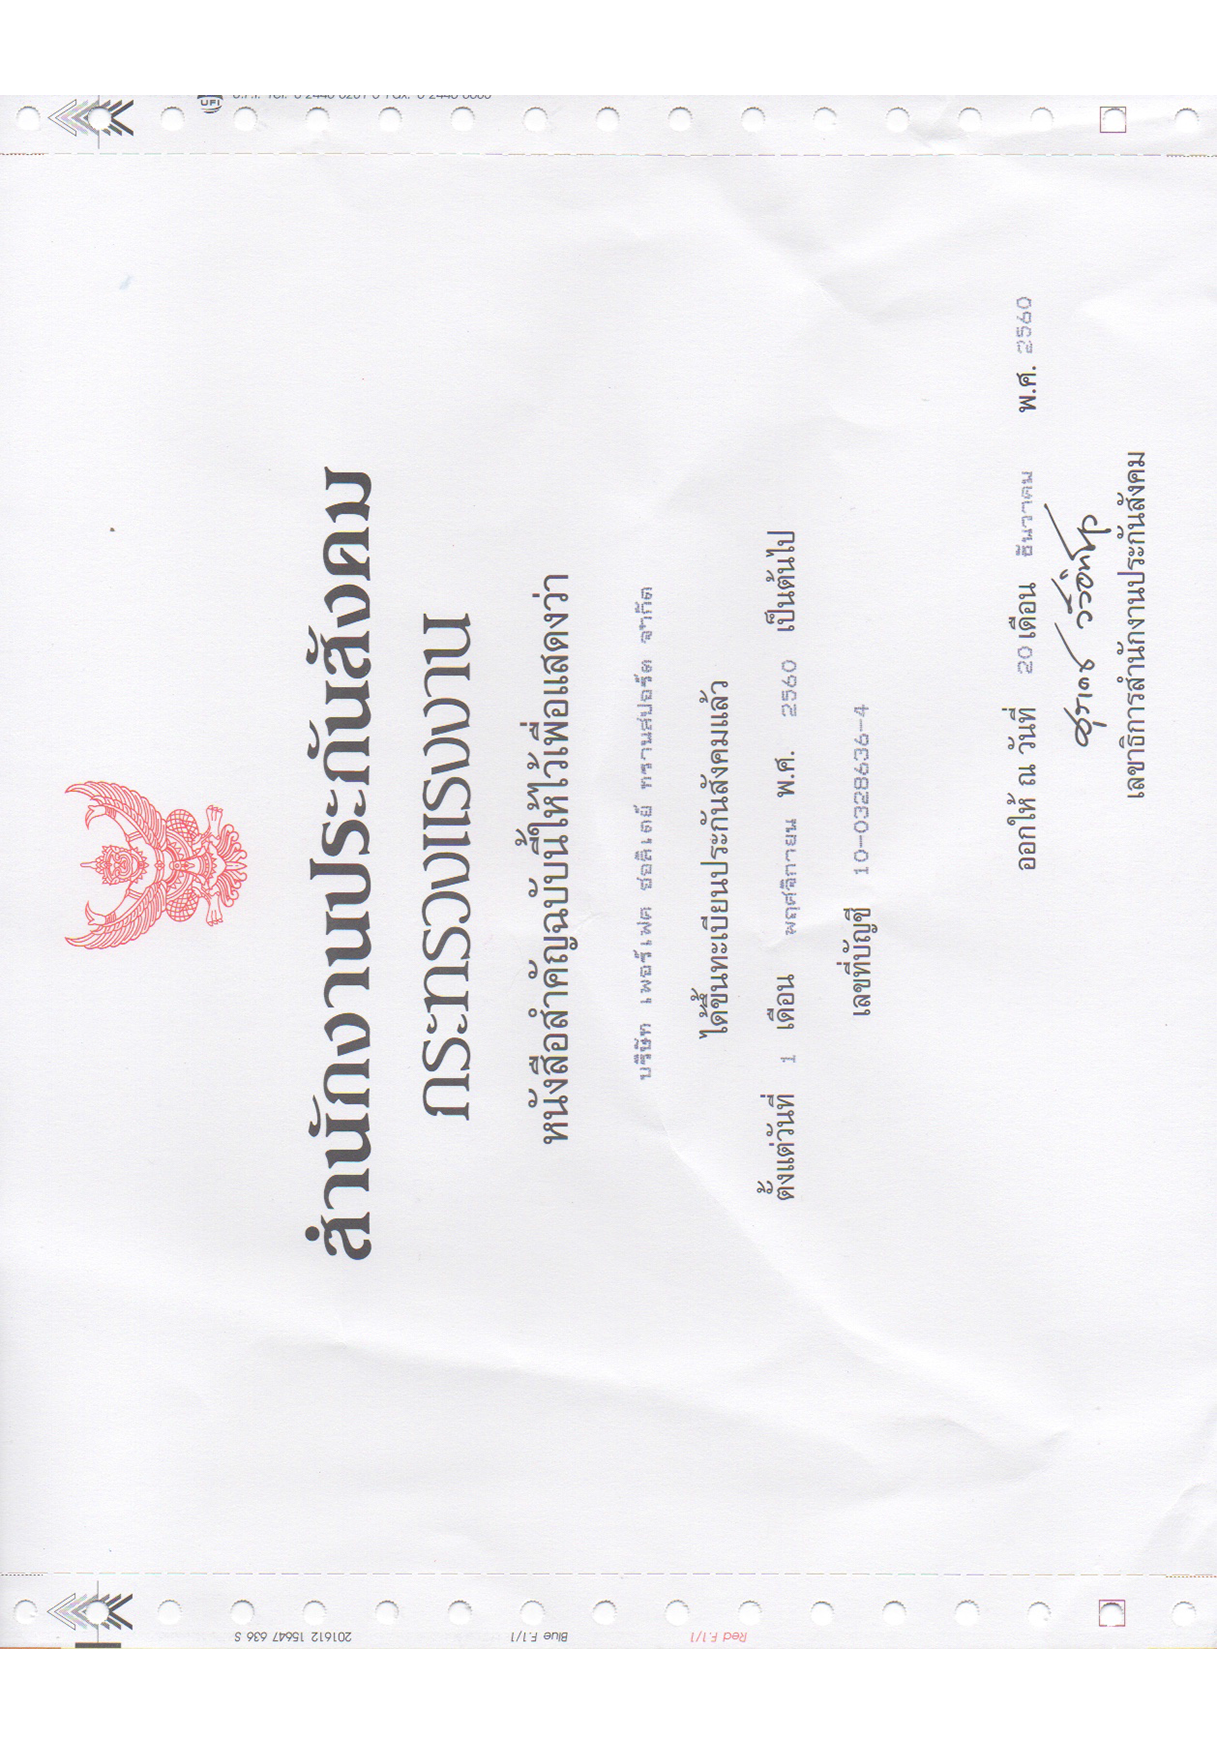 สำนักงานประกันสังคม
กระทรวงแรงงาน
หนังสือสำคัญฉบับนี้ให้ไว้เพื่อแสดงว่า
บริษัท เพอร์เฟค ฮอลิเดย์ ทรานสปอร์ต จำกัด
ได้ขึ้นทะเบียนประกันสังคมแล้ว
ตั้งแต่วันที่ 1 เดือน พฤศจิกายน พ.ศ. 2560 เป็นต้นไป
เลขที่บัญชี 10-0328636-4
ออกให้ ณ วันที่ 20 เดือน ธันวาคม พ.ศ. 2560
เลขาธิการสำนักงานประกันสังคม
UFI
201612 15647 636 S
Blue F.1/1
Red F.1/1